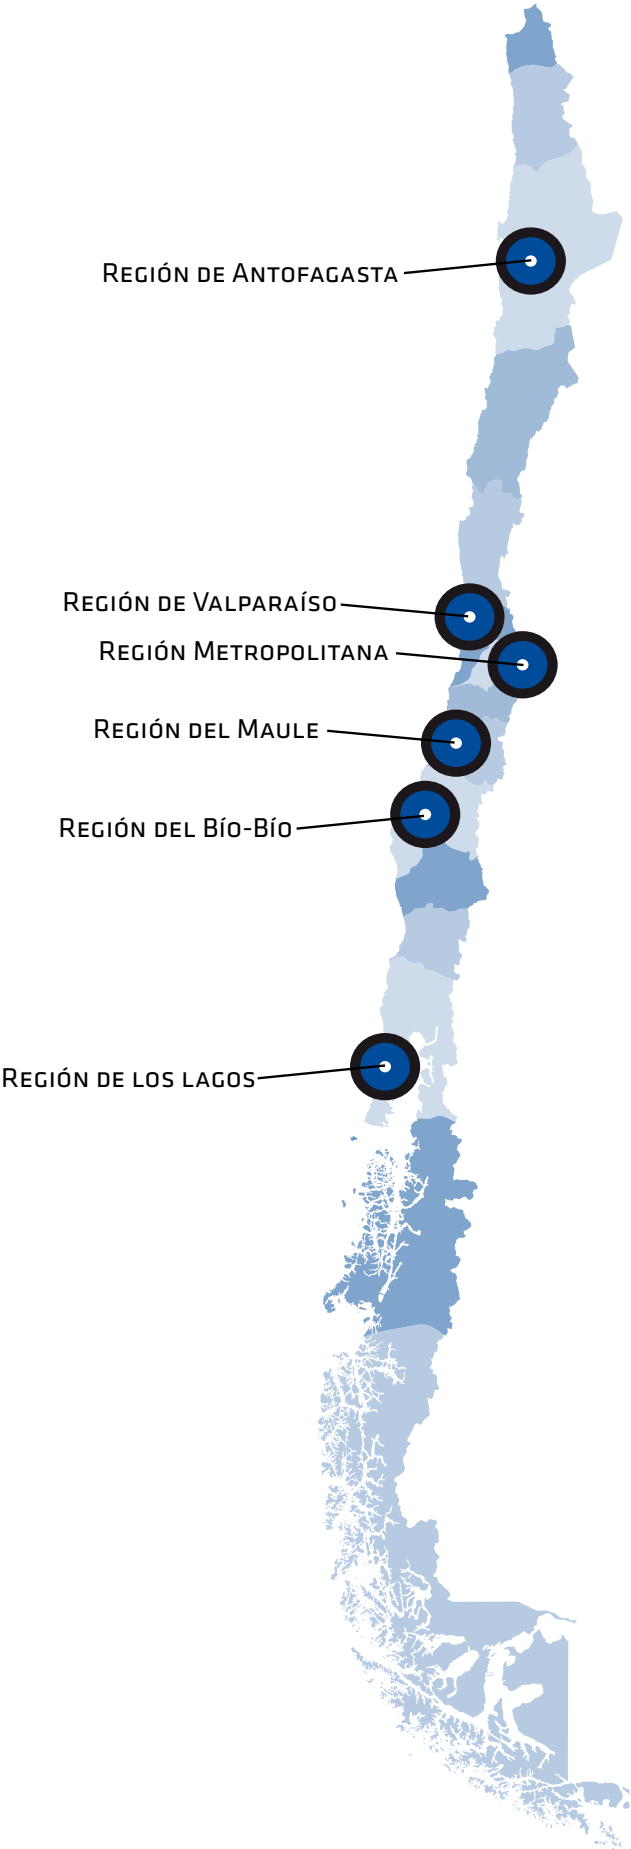 Región de Antofagasta
Región de Valparaíso
Región Metropolitana
Región del Maule
Región del Bío-Bío
Región de los lagos